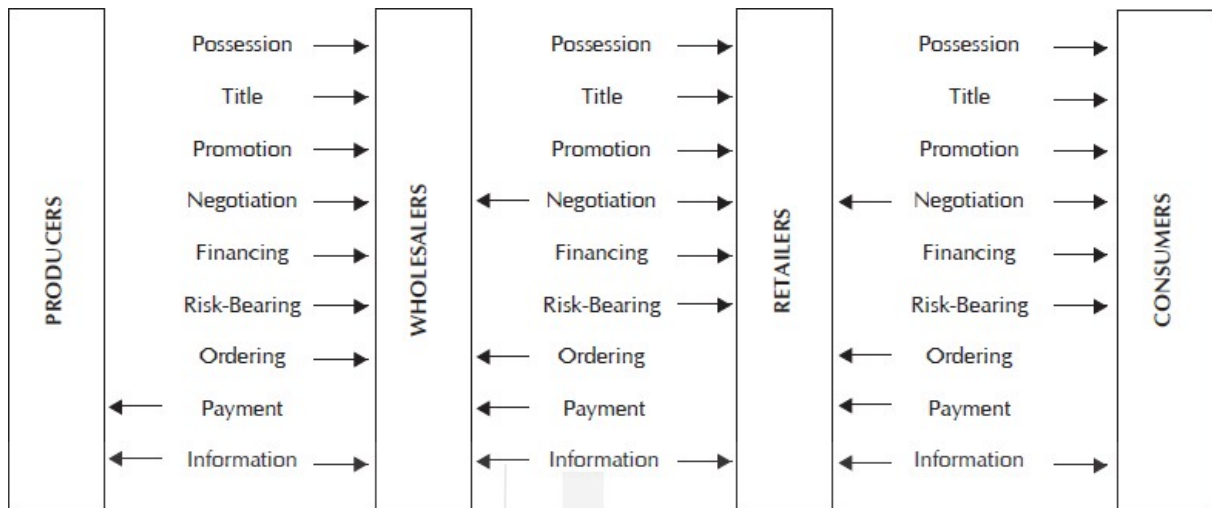 PRODUCERS
Possession
Title
Promotion
Negotiation
Financing
Risk-Bearing
Ordering
Payment
Information
WHOLESALERS
Possession
Title
Promotion
Negotiation
Financing
Risk-Bearing
Ordering
Payment
Information
RETAILERS
Possession
Title
Promotion
Negotiation
Financing
Risk-Bearing
Ordering
Payment
Information
CONSUMERS